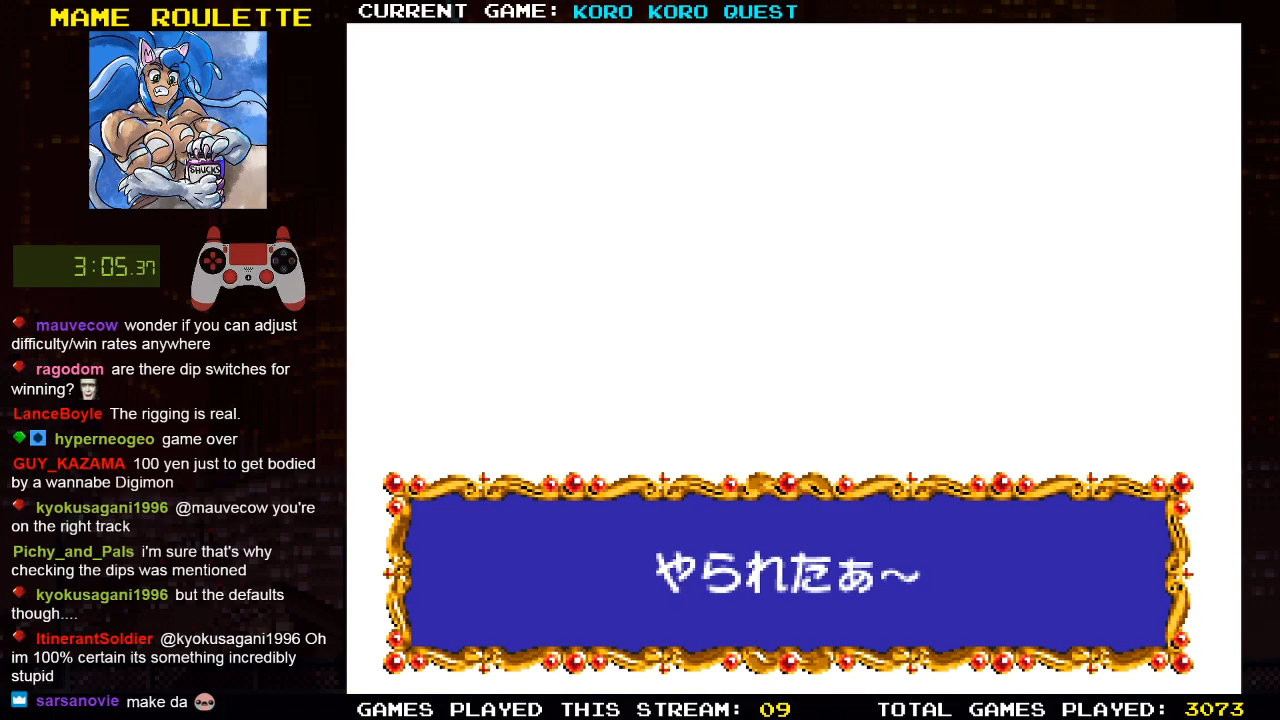 MAME ROULETTE
CURRENT GAME: KORO KORO QUEST
SHUCKS
3:05.37
mauvecow wonder if you can adjust
difficulty/win rates anywhere
ragodom are there dip switches for
winning?
LanceBoyle The rigging is real.
hyperneogeo game over
GUY_KAZAMA 100 yen just to get bodied
by a wannabe Digimon
kyokusagani1996 @mauvecow you're
on the right track
Pichy_and_Pals i'm sure that's why
checking the dips was mentioned
kyokusagani1996 but the defaults
though....
ItinerantSoldier @kyokusagani1996 Oh
im 100% certain its something incredibly
stupid
sarsanovie make da
やられたぁ～
GAMES PLAYED THIS STREAM: 09
TOTAL GAMES PLAYED: 3073